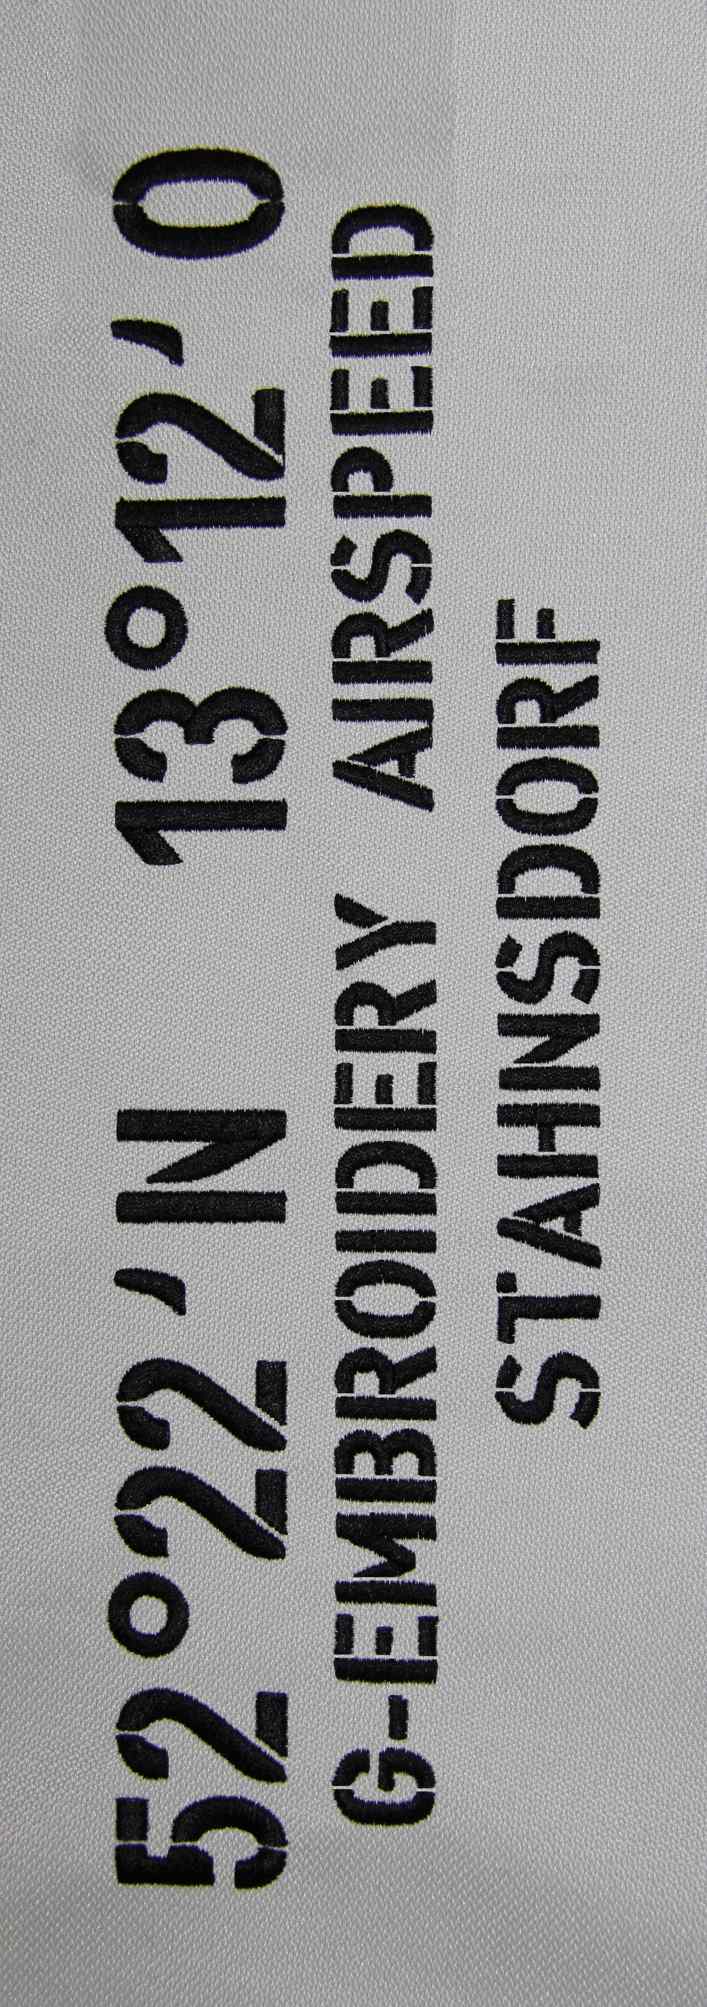 52°22' N 13°12' O
G-EMBROIDERY AIRSPEED
STAHNSDORF